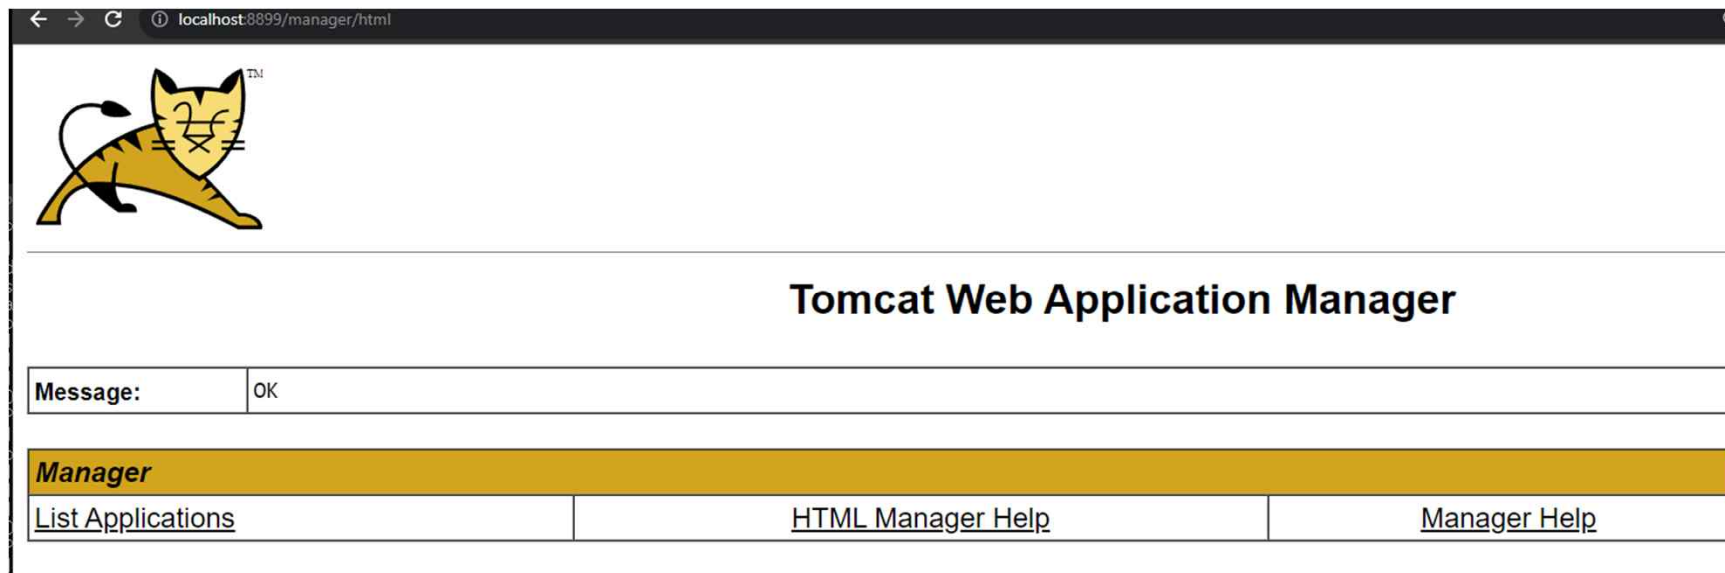 localhost:8899/manager/html
TM
Tomcat Web Application Manager
Message: OK
Manager
List Applications HTML Manager Help Manager Help